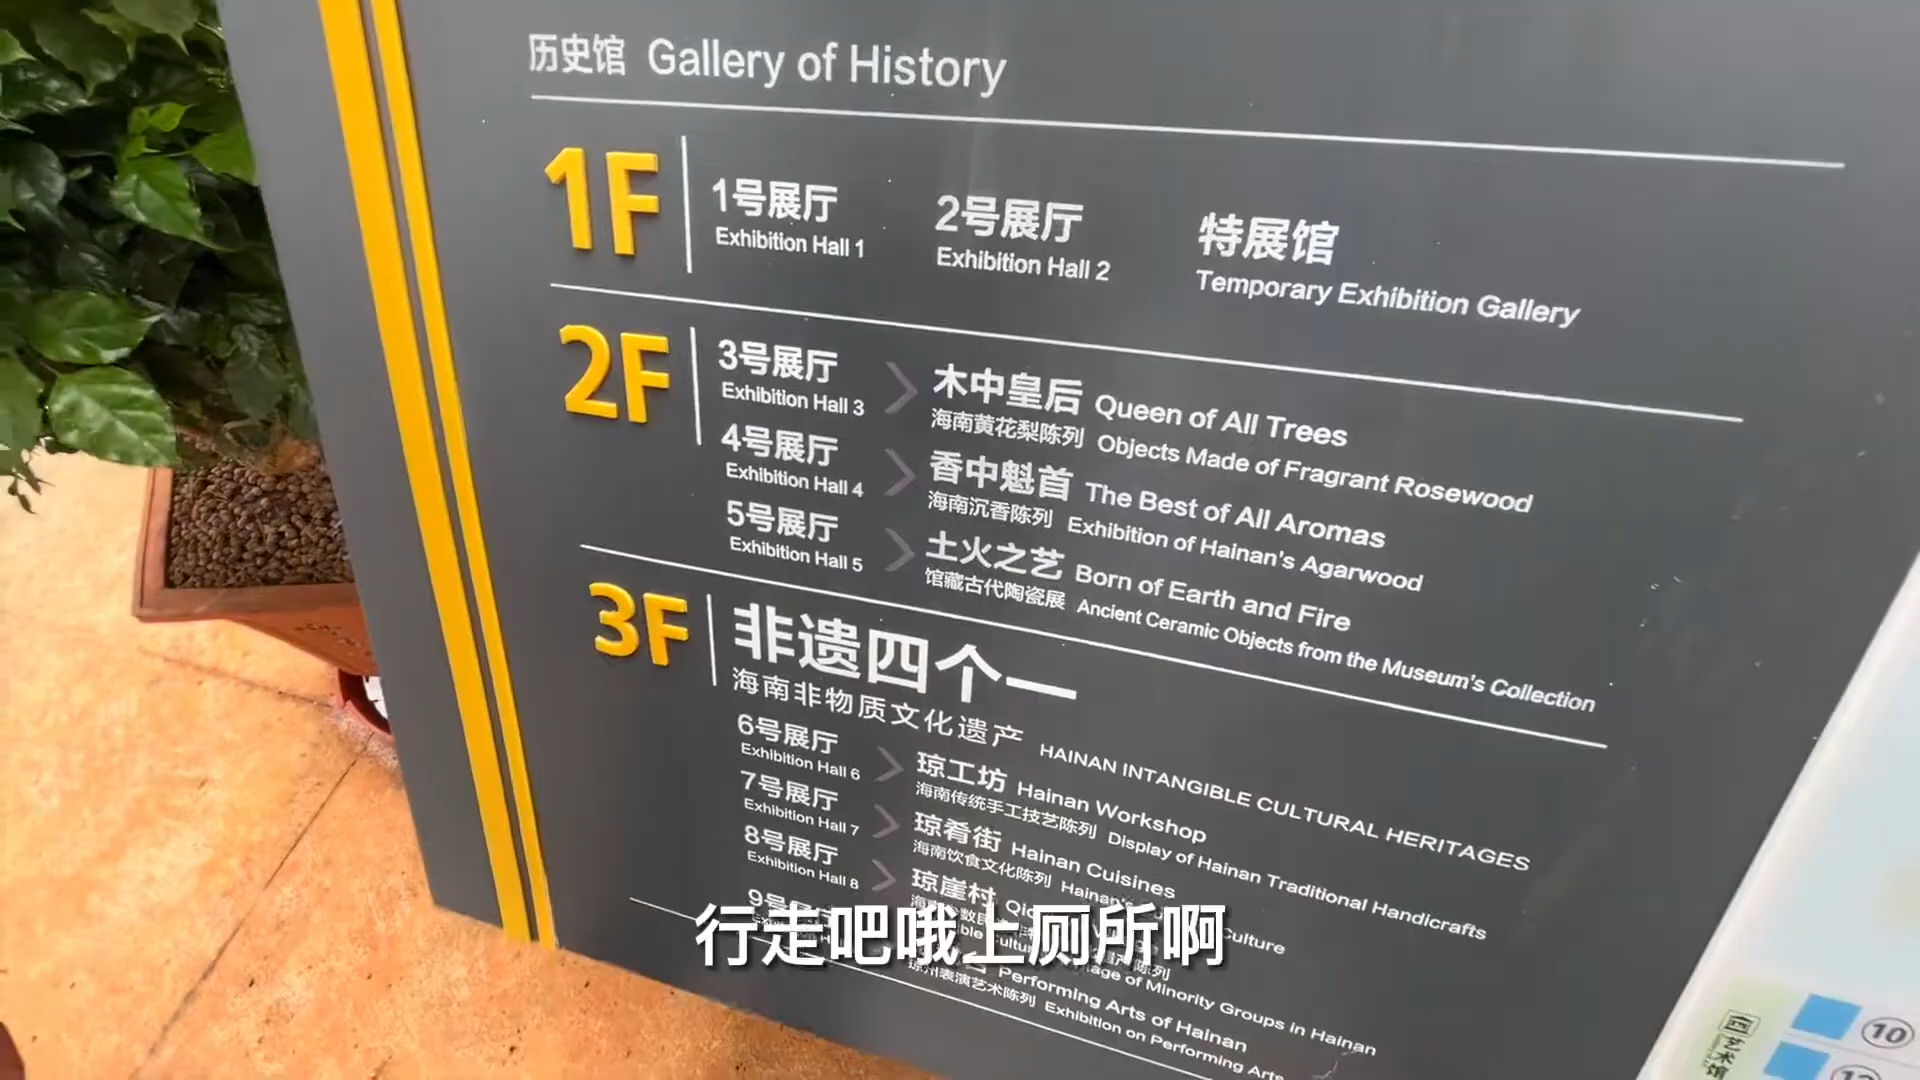 历史馆 Gallery of History
1F
1号展厅
Exhibition Hall 1
2号展厅
Exhibition Hall 2
特展馆
Temporary Exhibition Gallery
2F
3号展厅
Exhibition Hall 3
木中皇后 Queen of All Trees
海南黄花梨陈列 Objects Made of Fragrant Rosewood
4号展厅
Exhibition Hall 4
香中魁首 The Best of All Aromas
海南沉香陈列 Exhibition of Hainan's Agarwood
5号展厅
Exhibition Hall 5
土火之艺 Born of Earth and Fire
馆藏古代陶瓷展 Ancient Ceramic Objects from the Museum's Collection
3F
非遗四个一
海南非物质文化遗产 HAINAN INTANGIBLE CULTURAL HERITAGES
6号展厅
Exhibition Hall 6
琼工坊 Hainan Workshop
海南传统手工技艺陈列 Display of Hainan Traditional Handicrafts
7号展厅
Exhibition Hall 7
琼肴街 Hainan Cuisines
海南饮食文化陈列 Hainan's Culture
8号展厅
Exhibition Hall 8
琼崖村
of Minority Groups in Hainan
9号
Performing Arts of Hainan
琼州表演艺术陈列 Exhibition on Performing Arts
行走吧哦上厕所啊
艺术馆
10